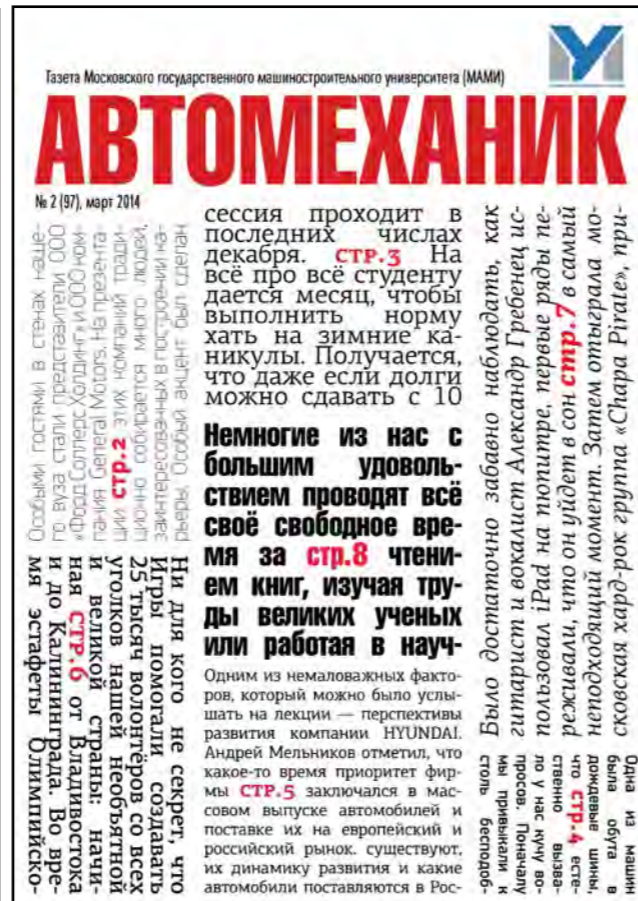 Газета Московского государственного машиностроительного университета (МАМИ)
АВТОМЕХАНИК
№ 2 (97), март 2014
Особыми гостями в стенах наше-
го вуза стали представители ООО
«Форд Соллерс Холдинг» и ООО «Ком-
пания General Motors. На презента-
ции стр.2 этих компаний тради-
ционно собирается много людей,
заинтересованных в построении ка-
рьеры. Особый акцент был сделан
Ни для кого не секрет, что
Игры помогали создавать
25 тысяч волонтёров со всех
уголков нашей необъятной
и великой страны: начи-
ная стр.6 от Владивостока
и до Калининграда. Во вре-
мя эстафеты Олимпийско-
сессия проходит в
последних числах
декабря. стр.3 На
всё про всё студенту
дается месяц, чтобы
выполнить норму
хать на зимние ка-
никулы. Получается,
что даже если долги
можно сдавать с 10
Немногие из нас с
большим удоволь-
ствием проводят всё
своё свободное вре-
мя за стр.8 чтени-
ем книг, изучая тру-
ды великих ученых
или работая в науч-
Одним из немаловажных факто-
ров, который можно было услы-
шать на лекции — перспективы
развития компании HYUNDAI.
Андрей Мельников отметил, что
какое-то время приоритет фир-
мы стр.5 заключался в мас-
совом выпуске автомобилей и
поставке их на европейский и
российский рынок. существуют,
их динамику развития и какие
автомобили поставляются в Рос-
Было достаточно забавно наблюдать, как
гитарист и вокалист Александр Гребенец ис-
пользовал iPad на пюпитре, первые ряды пе-
реживали, что он уйдет в сон стр.7 в самый
неподходящий момент. Затем отыграла мо-
сковская хард-рок группа «Chapa Pirate», при-
Одна из машин
была обута в
дождевые шины,
что стр.4 есте-
ственно вызва-
ло у нас кучу во-
просов. Поначалу
мы привыкали к
столь бесподоб-